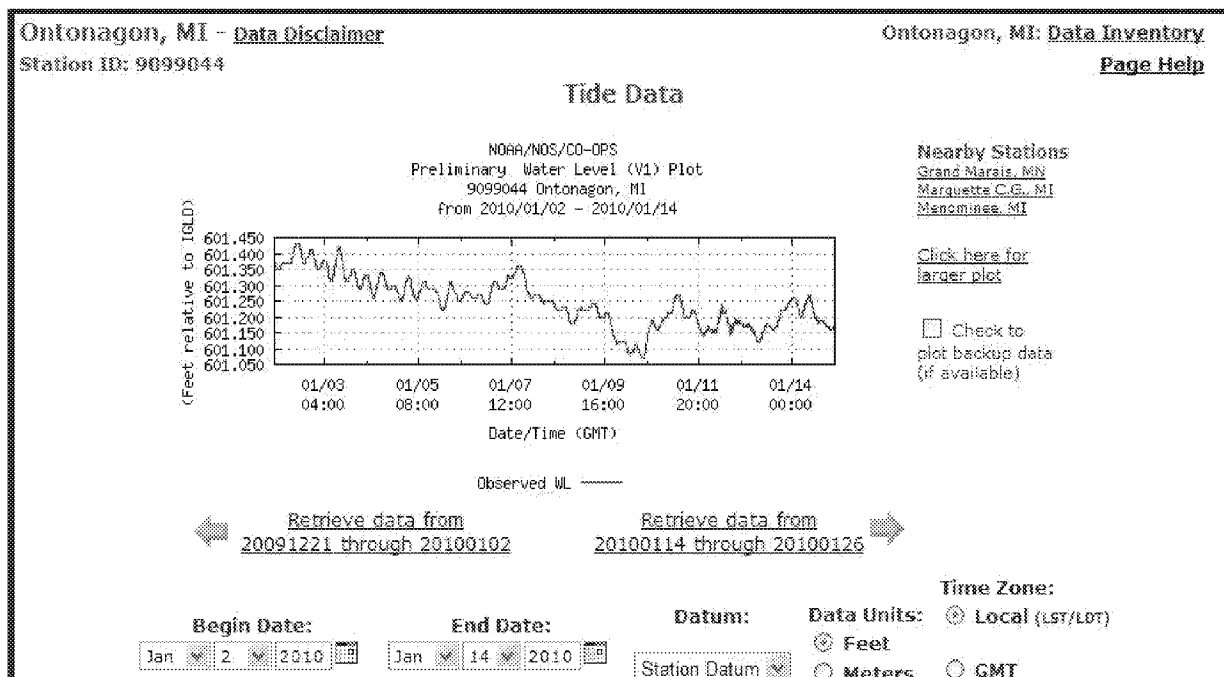 Ontonagon, MI - Data Disclaimer
Ontonagon, MI: Data Inventory
Station ID: 9099044
Page Help
Tide Data
NOAA/NOS/CO-OPS
Preliminary Water Level (V1) Plot
9099044 Ontonagon, MI
from 2010/01/02 - 2010/01/14
(Feet relative to IGLD)
601.450
601.400
601.350
601.300
601.250
601.200
601.150
601.100
601.050
01/03 01/05 01/07 01/09 01/11 01/14
04:00 08:00 12:00 16:00 20:00 00:00
Date/Time (GMT)
Observed WL
Nearby Stations
Grand Marais, MN
Marquette C.G., MI
Menominee, MI
Click here for
larger plot
Check to
plot backup data
(if available)
Retrieve data from
20091221 through 20100102
Retrieve data from
20100114 through 20100126
Begin Date:
Jan 2 2010
End Date:
Jan 14 2010
Datum:
Station Datum
Data Units:
Feet
Meters
Time Zone:
Local (LST/LDT)
GMT